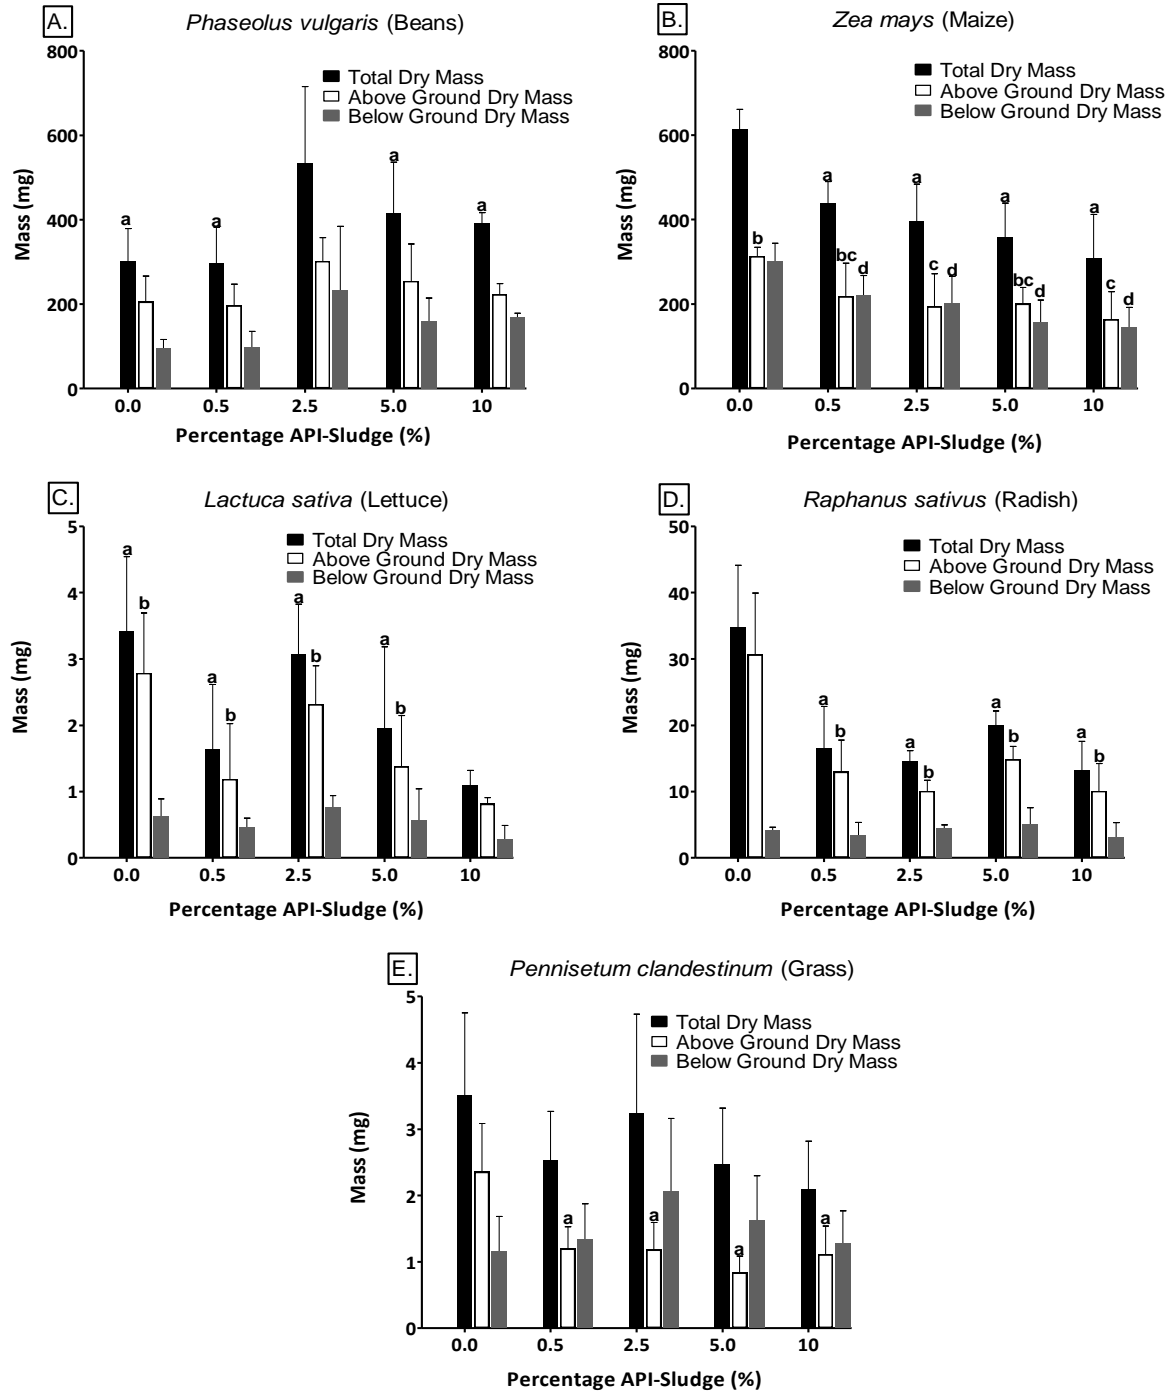 A.
Phaseolus vulgaris (Beans)
800
600
400
200
0
Mass (mg)
Total Dry Mass
Above Ground Dry Mass
Below Ground Dry Mass
a
a
a
a
0.0 0.5 2.5 5.0 10
Percentage API-Sludge (%)
B.
Zea mays (Maize)
800
600
400
200
0
Mass (mg)
Total Dry Mass
Above Ground Dry Mass
Below Ground Dry Mass
a a a a
b bc d c d bc d c d
0.0 0.5 2.5 5.0 10
Percentage API-Sludge (%)
C.
Lactuca sativa (Lettuce)
5
4
3
2
1
0
Mass (mg)
Total Dry Mass
Above Ground Dry Mass
Below Ground Dry Mass
a b a b a b a b
0.0 0.5 2.5 5.0 10
Percentage API-Sludge (%)
D.
Raphanus sativus (Radish)
50
40
30
20
10
0
Mass (mg)
Total Dry Mass
Above Ground Dry Mass
Below Ground Dry Mass
a b a b a b a b
0.0 0.5 2.5 5.0 10
Percentage API-Sludge (%)
E.
Pennisetum clandestinum (Grass)
5
4
3
2
1
0
Mass (mg)
Total Dry Mass
Above Ground Dry Mass
Below Ground Dry Mass
a a a a
0.0 0.5 2.5 5.0 10
Percentage API-Sludge (%)